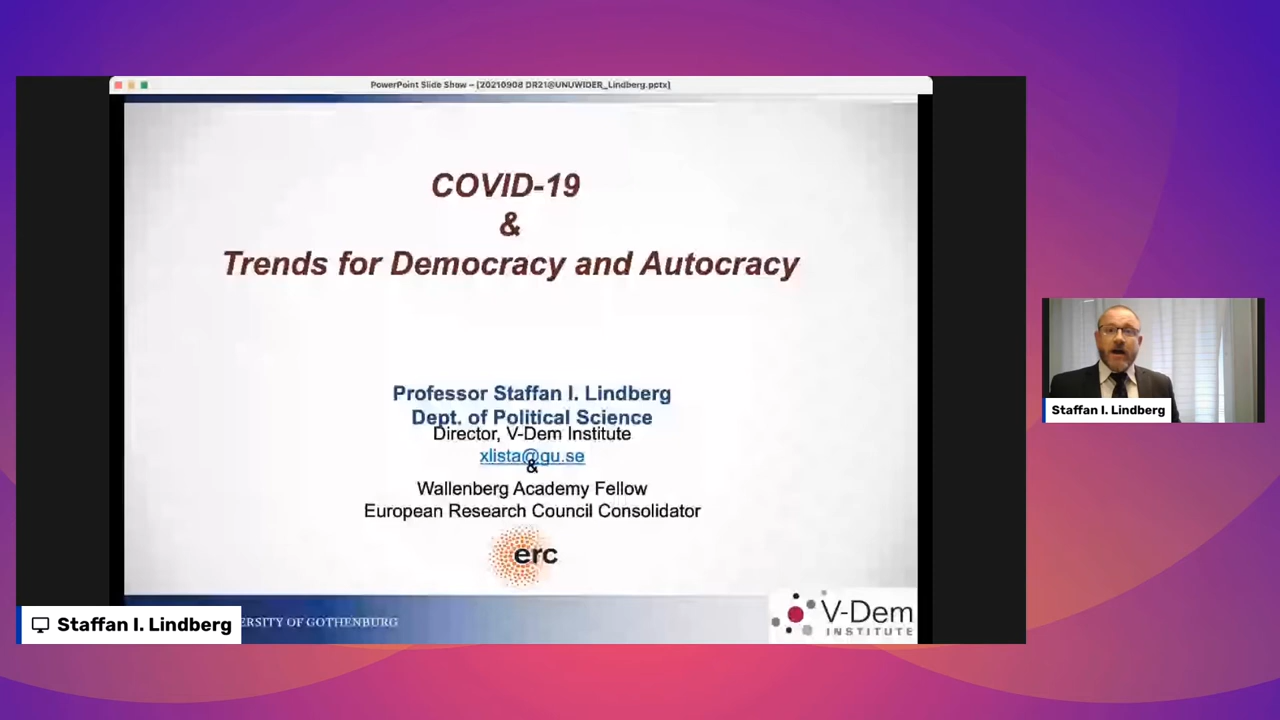 PowerPoint Slide Show – [20210908 DR21@UNUWIDER_Lindberg.pptx]
COVID-19
&
Trends for Democracy and Autocracy
Professor Staffan I. Lindberg
Dept. of Political Science
Director, V-Dem Institute
xlista@gu.se
&
Wallenberg Academy Fellow
European Research Council Consolidator
erc
Staffan I. Lindberg
ERSITY OF GOTHENBURG
V-Dem
INSTITUTE
Staffan I. Lindberg